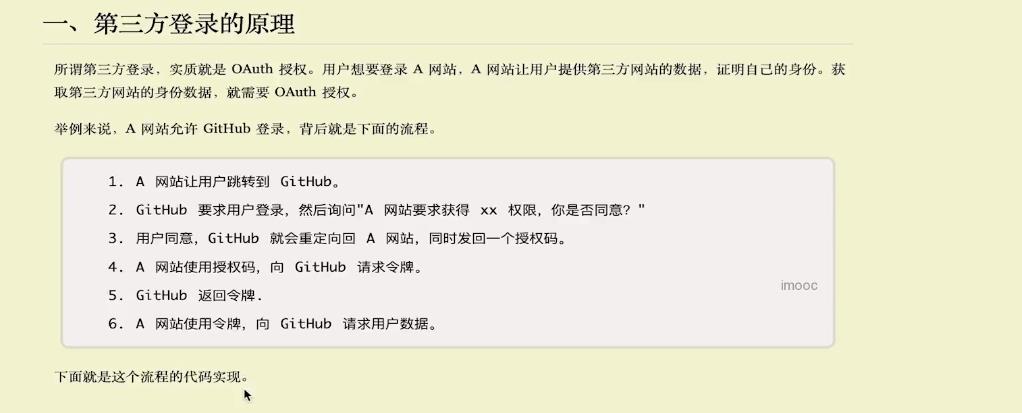 一、第三方登录的原理
所谓第三方登录，实质就是 OAuth 授权。用户想要登录 A 网站，A 网站让用户提供第三方网站的数据，证明自己的身份。获
取第三方网站的身份数据，就需要 OAuth 授权。
举例来说，A 网站允许 GitHub 登录，背后就是下面的流程。
1. A 网站让用户跳转到 GitHub。
2. GitHub 要求用户登录，然后询问"A 网站要求获得 xx 权限，你是否同意？"
3. 用户同意，GitHub 就会重定向回 A 网站，同时发回一个授权码。
4. A 网站使用授权码，向 GitHub 请求令牌。
5. GitHub 返回令牌.
imooc
6. A 网站使用令牌，向 GitHub 请求用户数据。
下面就是这个流程的代码实现。